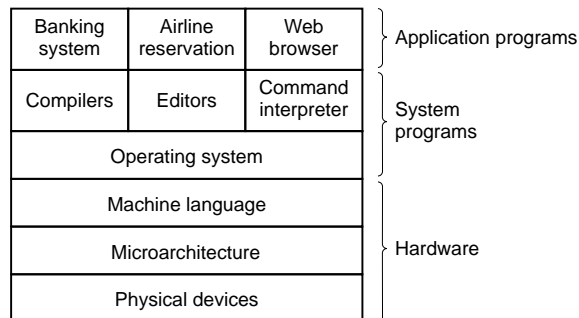 Banking
system
Airline
reservation
Web
browser
Application programs
Compilers
Editors
Command
interpreter
System
programs
Operating system
Machine language
Microarchitecture
Hardware
Physical devices